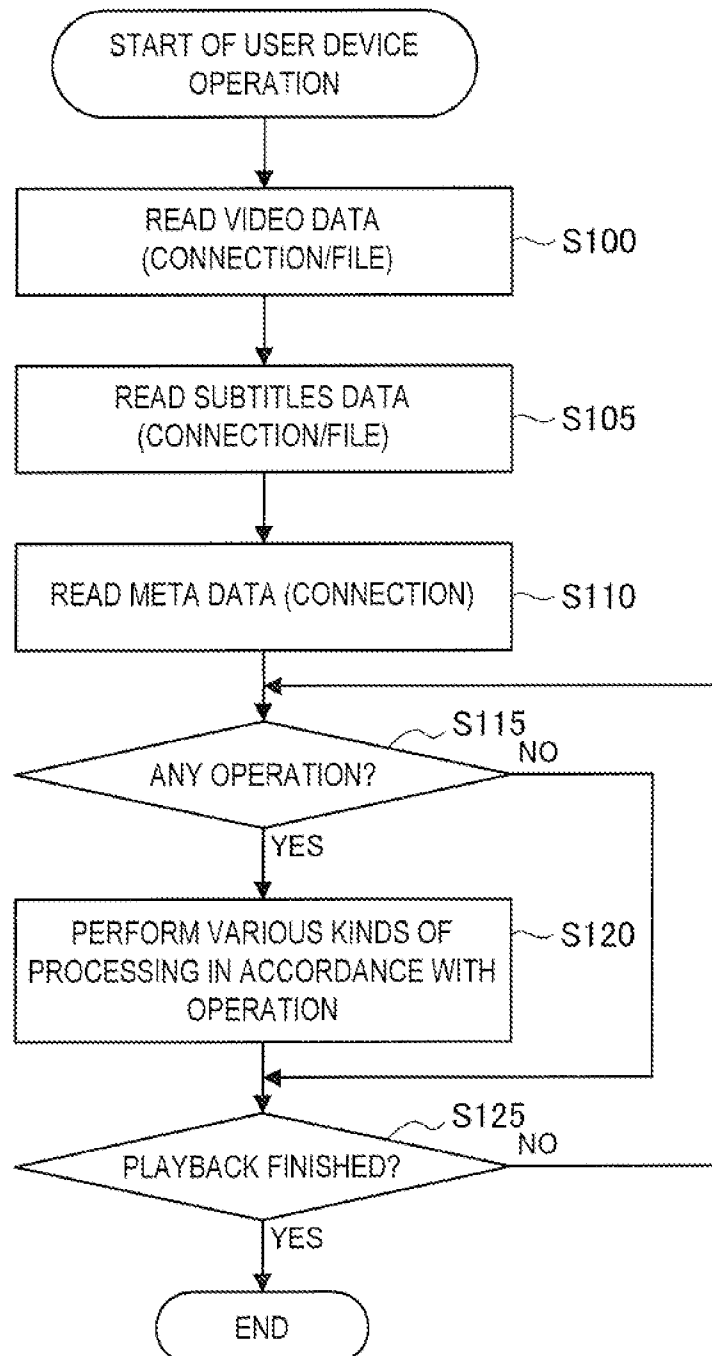 START OF USER DEVICE
OPERATION
READ VIDEO DATA
(CONNECTION/FILE)
S100
READ SUBTITLES DATA
(CONNECTION/FILE)
S105
READ META DATA (CONNECTION)
S110
S115
ANY OPERATION?
NO
YES
PERFORM VARIOUS KINDS OF
PROCESSING IN ACCORDANCE WITH
OPERATION
S120
S125
PLAYBACK FINISHED?
NO
YES
END